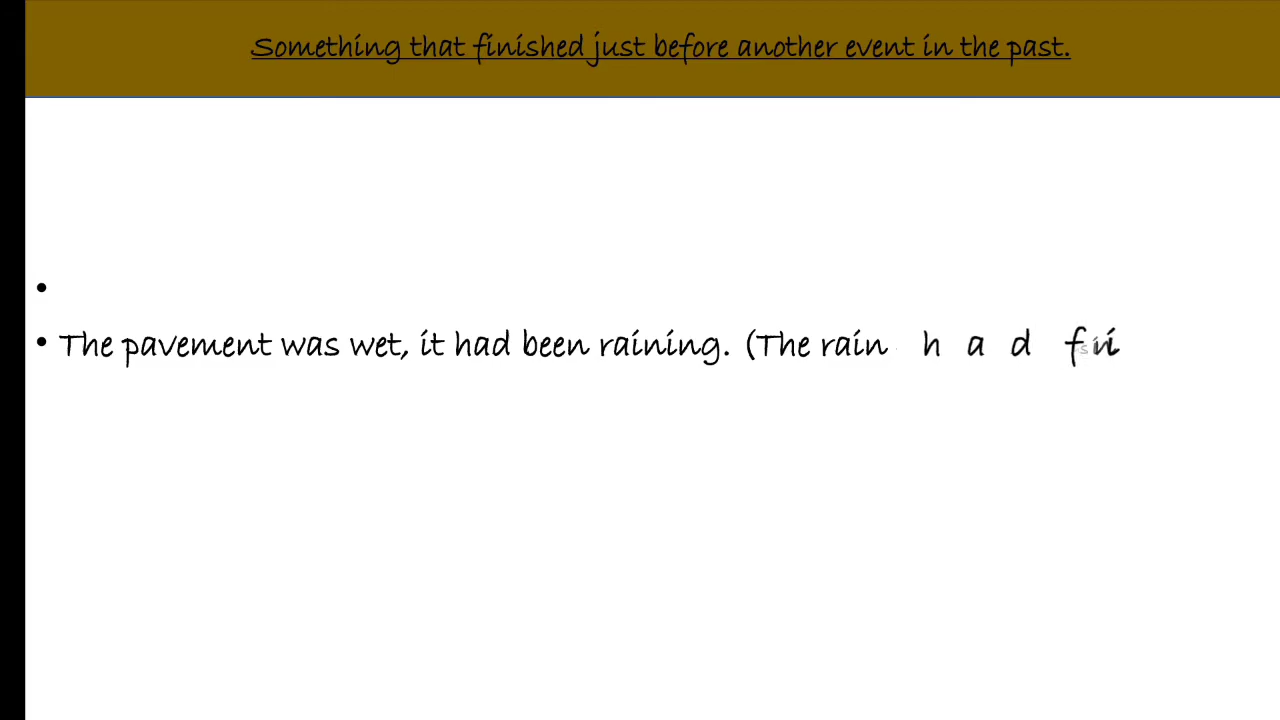 Something that finished just before another event in the past.
• The pavement was wet, it had been raining. (The rain had